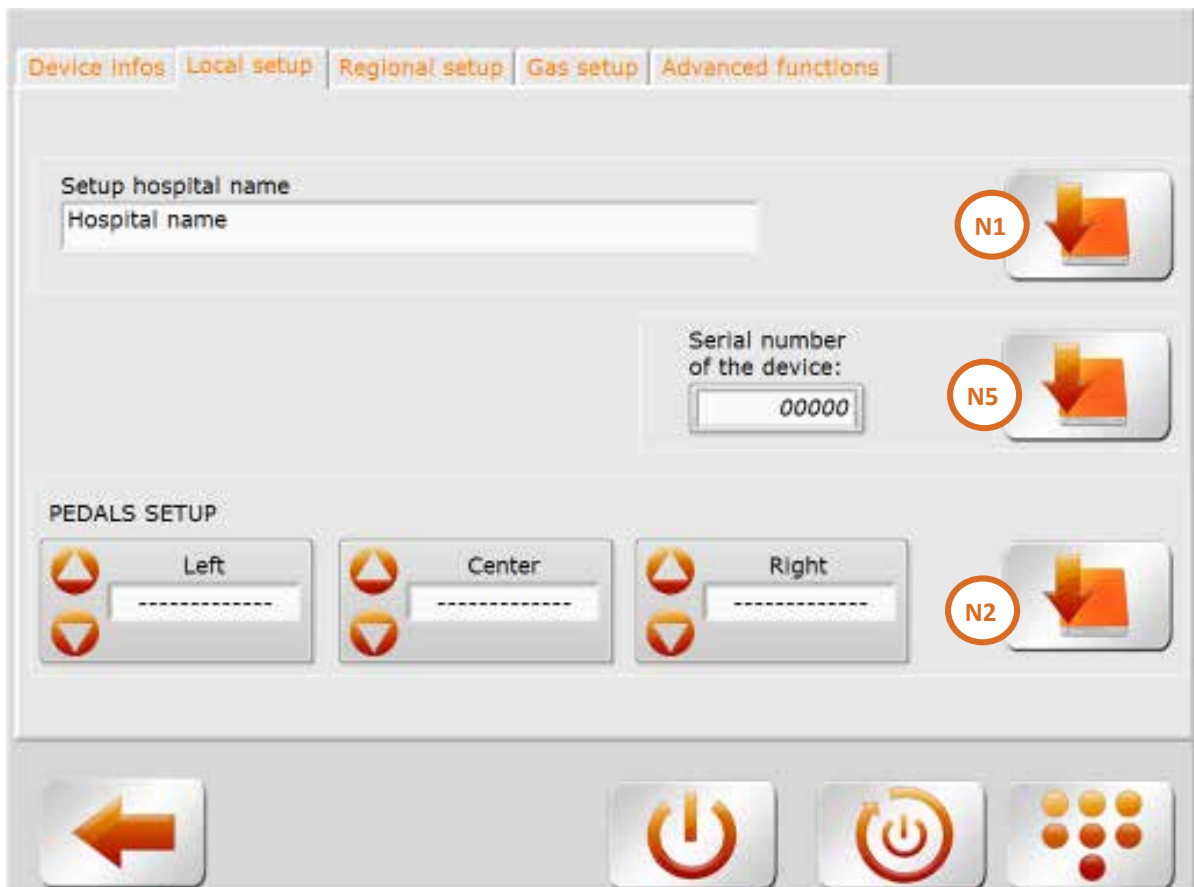 Device infos Local setup Regional setup Gas setup Advanced functions
Setup hospital name
Hospital name
N1
Serial number
of the device:
00000
N5
PEDALS SETUP
Left Center Right
------------- ------------- -------------
N2